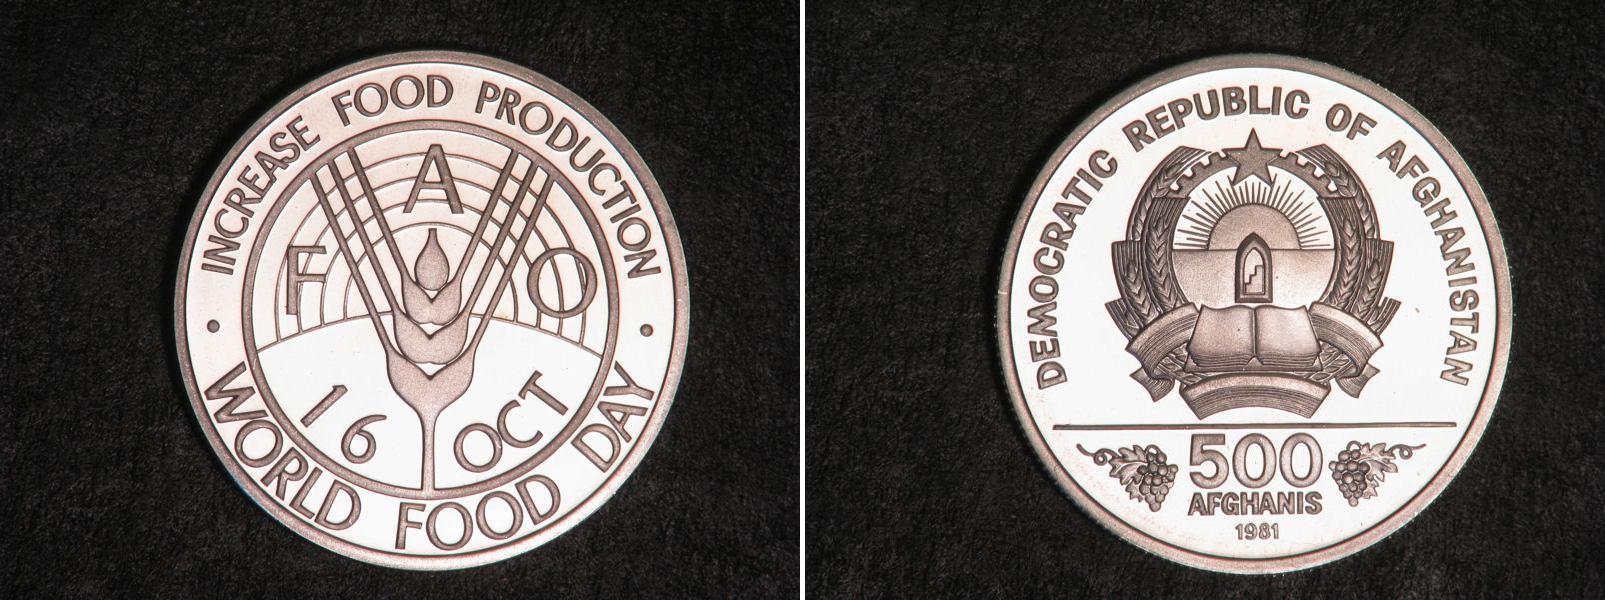 INCREASE FOOD PRODUCTION
F A O
16 OCT
WORLD FOOD DAY
DEMOCRATIC REPUBLIC OF AFGHANISTAN
500
AFGHANIS
1981